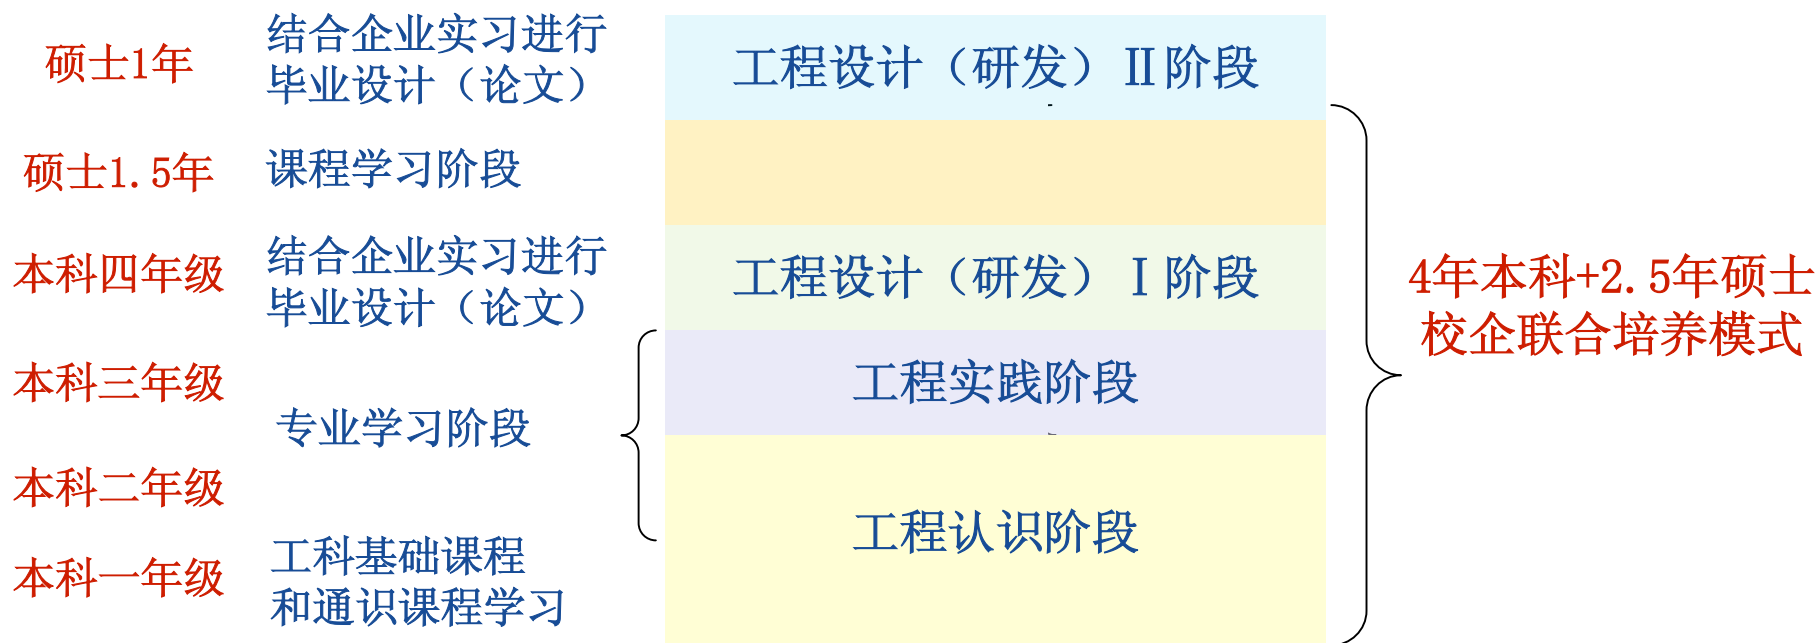 硕士1年
结合企业实习进行
毕业设计（论文）
工程设计（研发）Ⅱ阶段
硕士1.5年
课程学习阶段
本科四年级
结合企业实习进行
毕业设计（论文）
工程设计（研发）Ⅰ阶段
4年本科+2.5年硕士
校企联合培养模式
本科三年级
工程实践阶段
专业学习阶段
本科二年级
工程认识阶段
本科一年级
工科基础课程
和通识课程学习